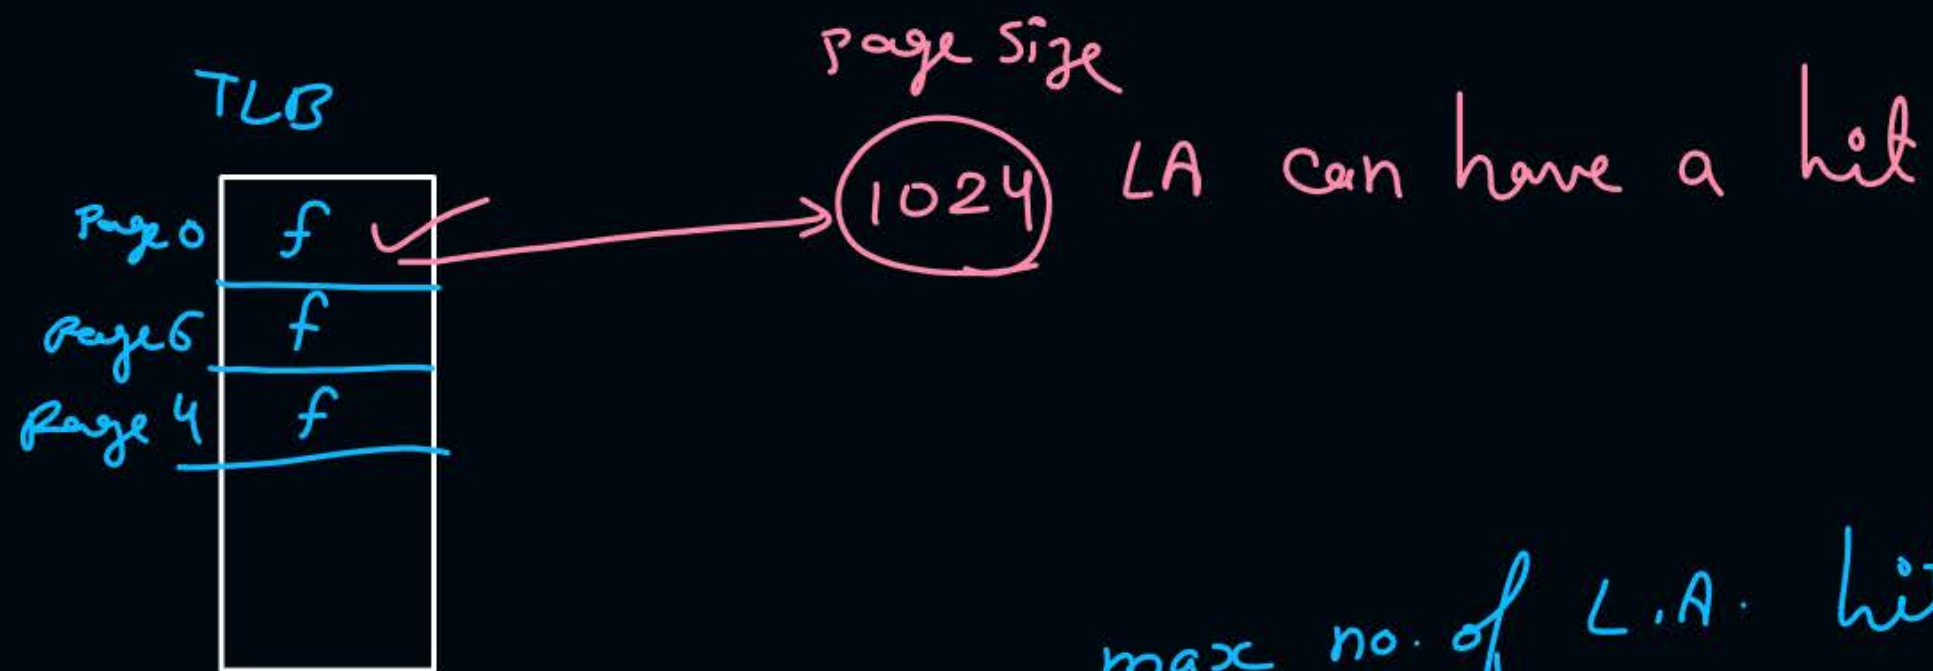 TLB
Page Size
1024 LA can have a hit
Page 0 f
Page 6 f
Page 4 f
max no. of L.A. hit